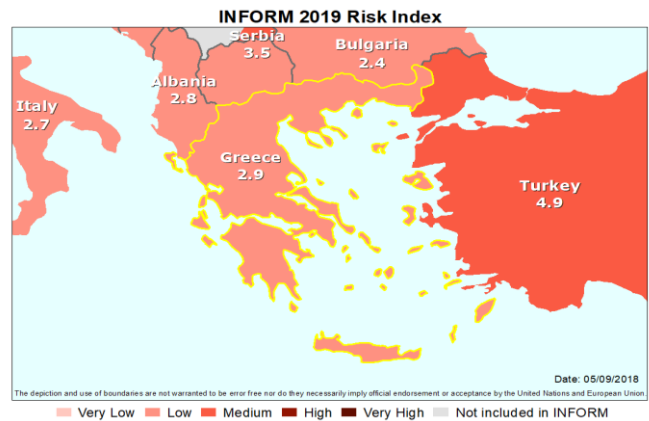 INFORM 2019 Risk Index
Serbia
3.5
Bulgaria
2.4
Albania
2.8
Italy
2.7
Greece
2.9
Turkey
4.9
Date: 05/09/2018
The depiction and use of boundaries are not warranted to be error free nor do they necessarily imply official endorsement or acceptance by the United Nations and European Union.
Very Low Low Medium High Very High Not included in INFORM